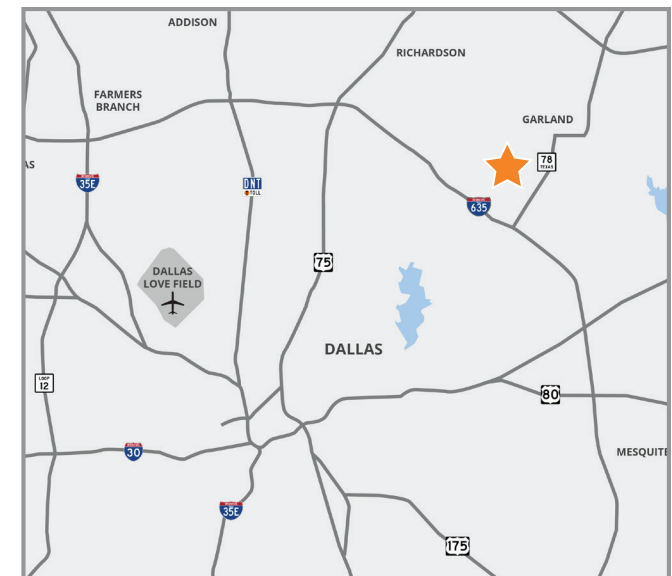 ADDISON
RICHARDSON
FARMERS
BRANCH
GARLAND
AS
78
TEXAS
35E
DNT
TOLL
635
75
DALLAS
LOVE FIELD
DALLAS
LOOP
12
80
30
MESQUITE
35E
175